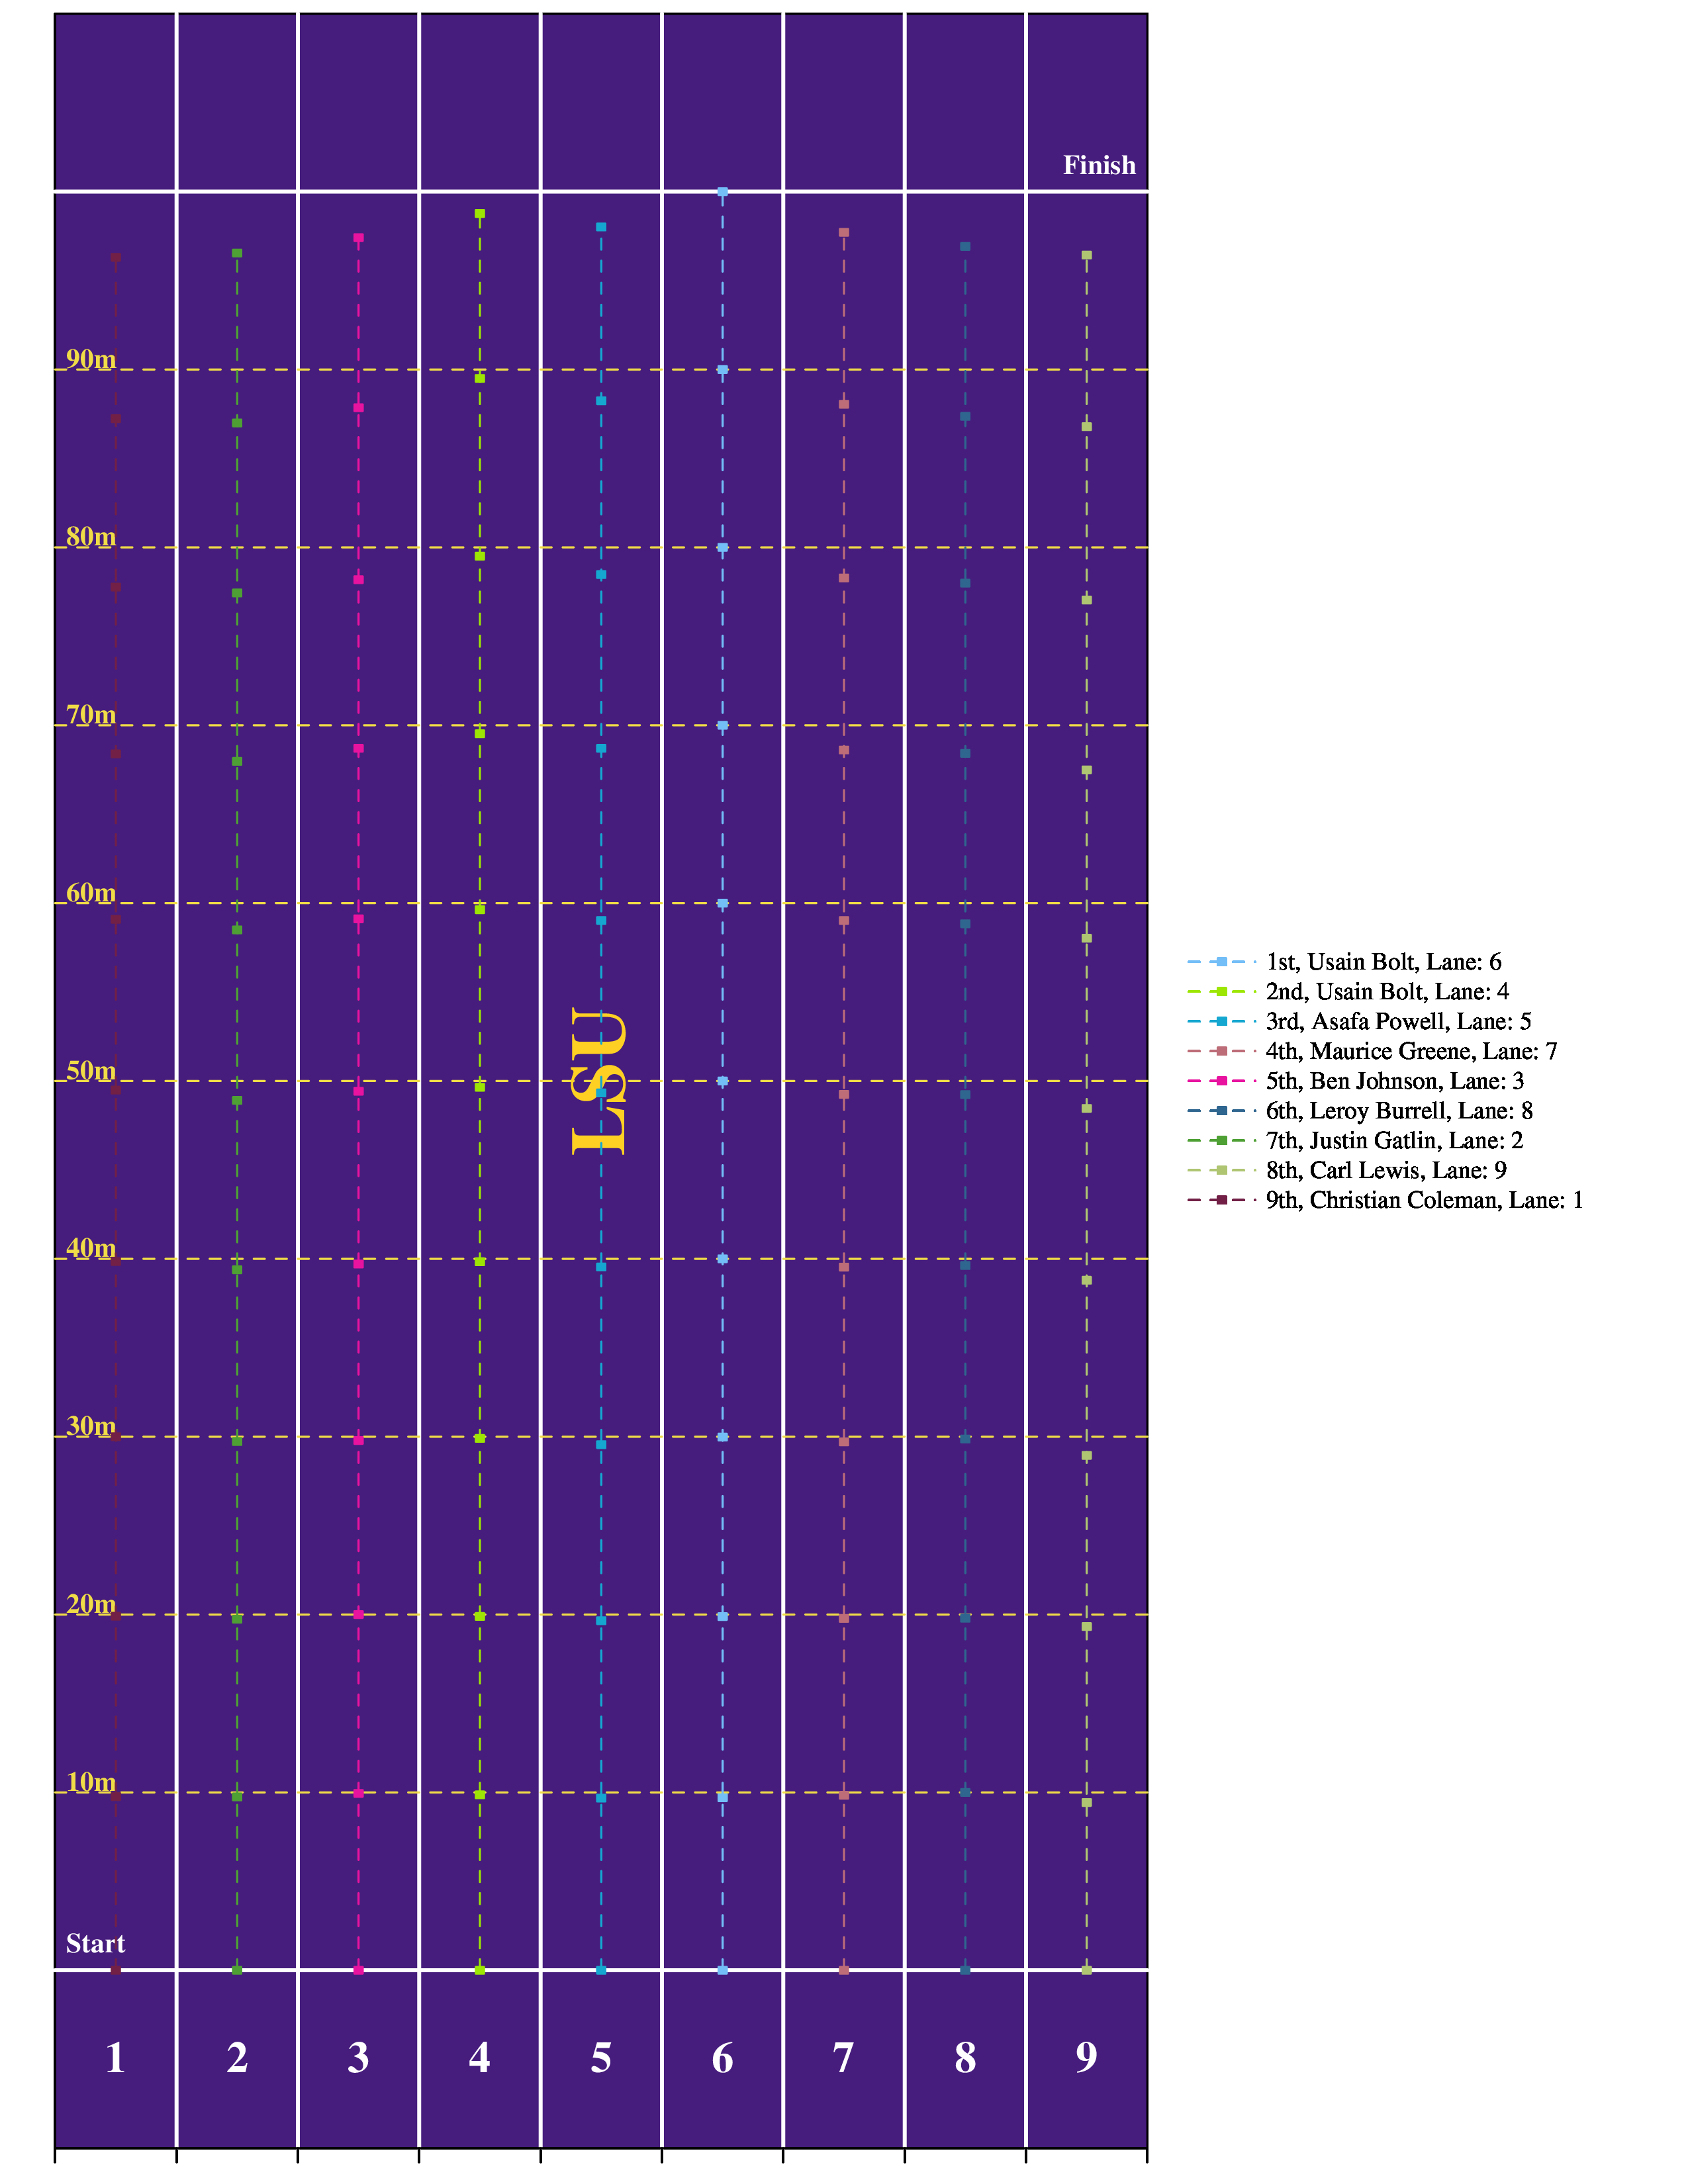 Finish
90m
80m
70m
60m
50m
40m
30m
20m
10m
Start
LSU
1 2 3 4 5 6 7 8 9
1st, Usain Bolt, Lane: 6
2nd, Usain Bolt, Lane: 4
3rd, Asafa Powell, Lane: 5
4th, Maurice Greene, Lane: 7
5th, Ben Johnson, Lane: 3
6th, Leroy Burrell, Lane: 8
7th, Justin Gatlin, Lane: 2
8th, Carl Lewis, Lane: 9
9th, Christian Coleman, Lane: 1